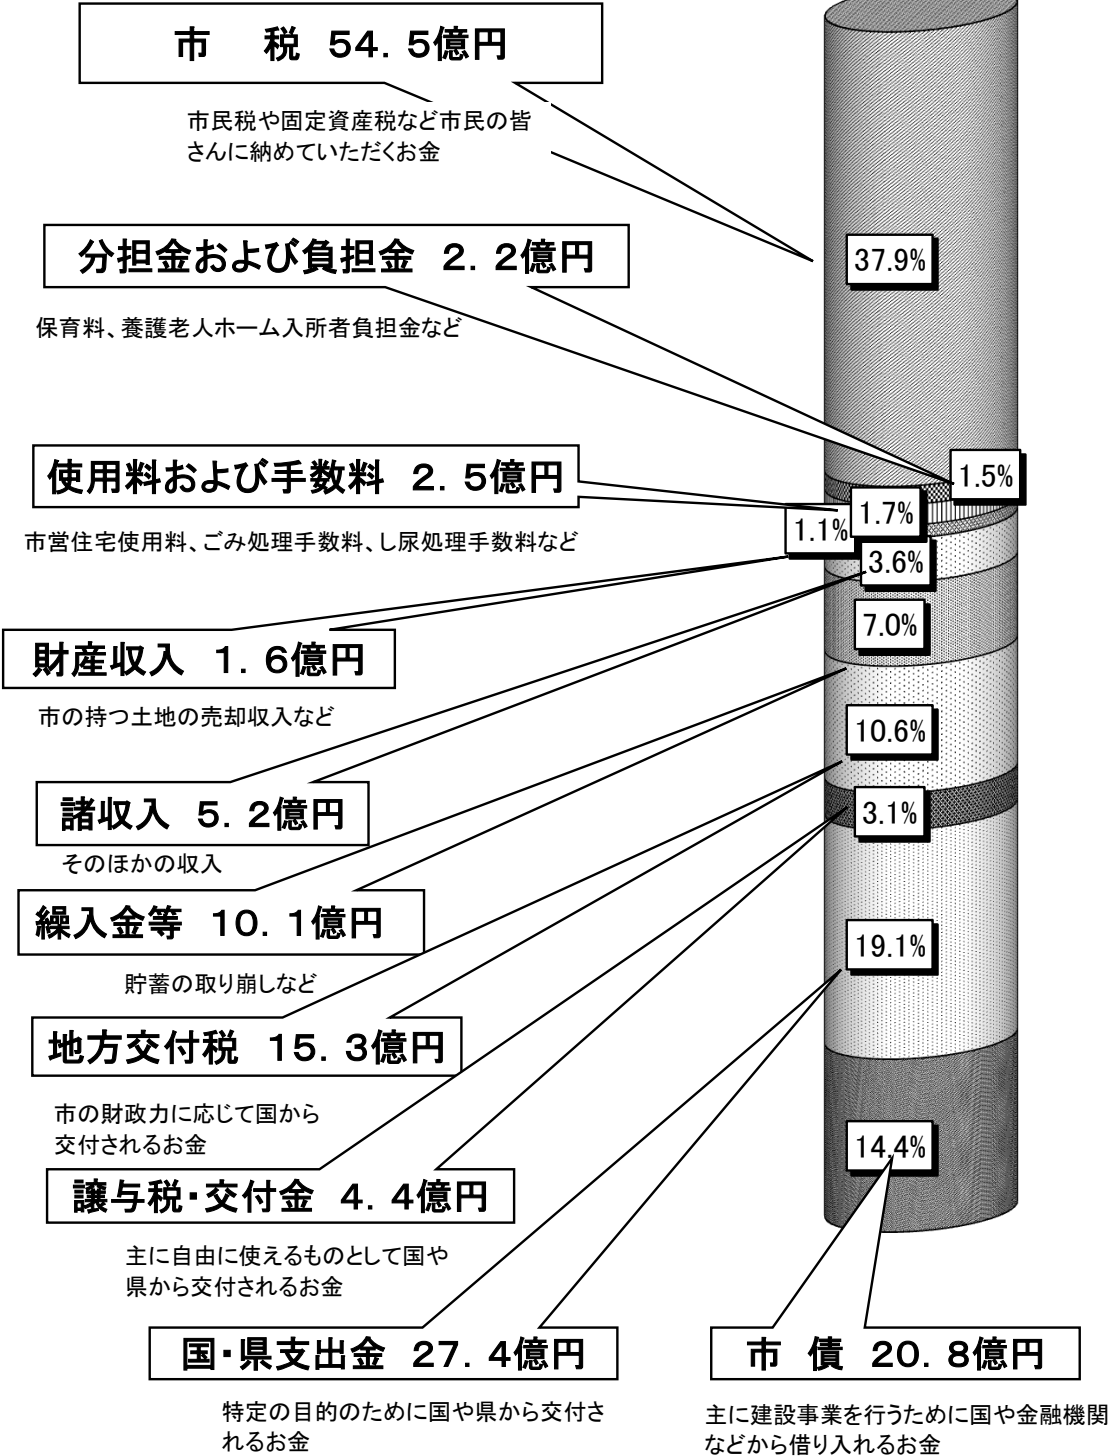 市　税　54．5億円
市民税や固定資産税など市民の皆
さんに納めていただくお金
37.9%
分担金および負担金　2．2億円
保育料、養護老人ホーム入所者負担金など
1.5%
使用料および手数料　2．5億円
1.7%
市営住宅使用料、ごみ処理手数料、し尿処理手数料など
1.1%
3.6%
7.0%
財産収入　1．6億円
市の持つ土地の売却収入など
10.6%
諸収入　5．2億円
そのほかの収入
3.1%
繰入金等　10．1億円
貯蓄の取り崩しなど
19.1%
地方交付税　15．3億円
市の財政力に応じて国から
交付されるお金
14.4%
譲与税・交付金　4．4億円
主に自由に使えるものとして国や
県から交付されるお金
国・県支出金　27．4億円
特定の目的のために国や県から交付さ
れるお金
市　債　20．8億円
主に建設事業を行うために国や金融機関
などから借り入れるお金